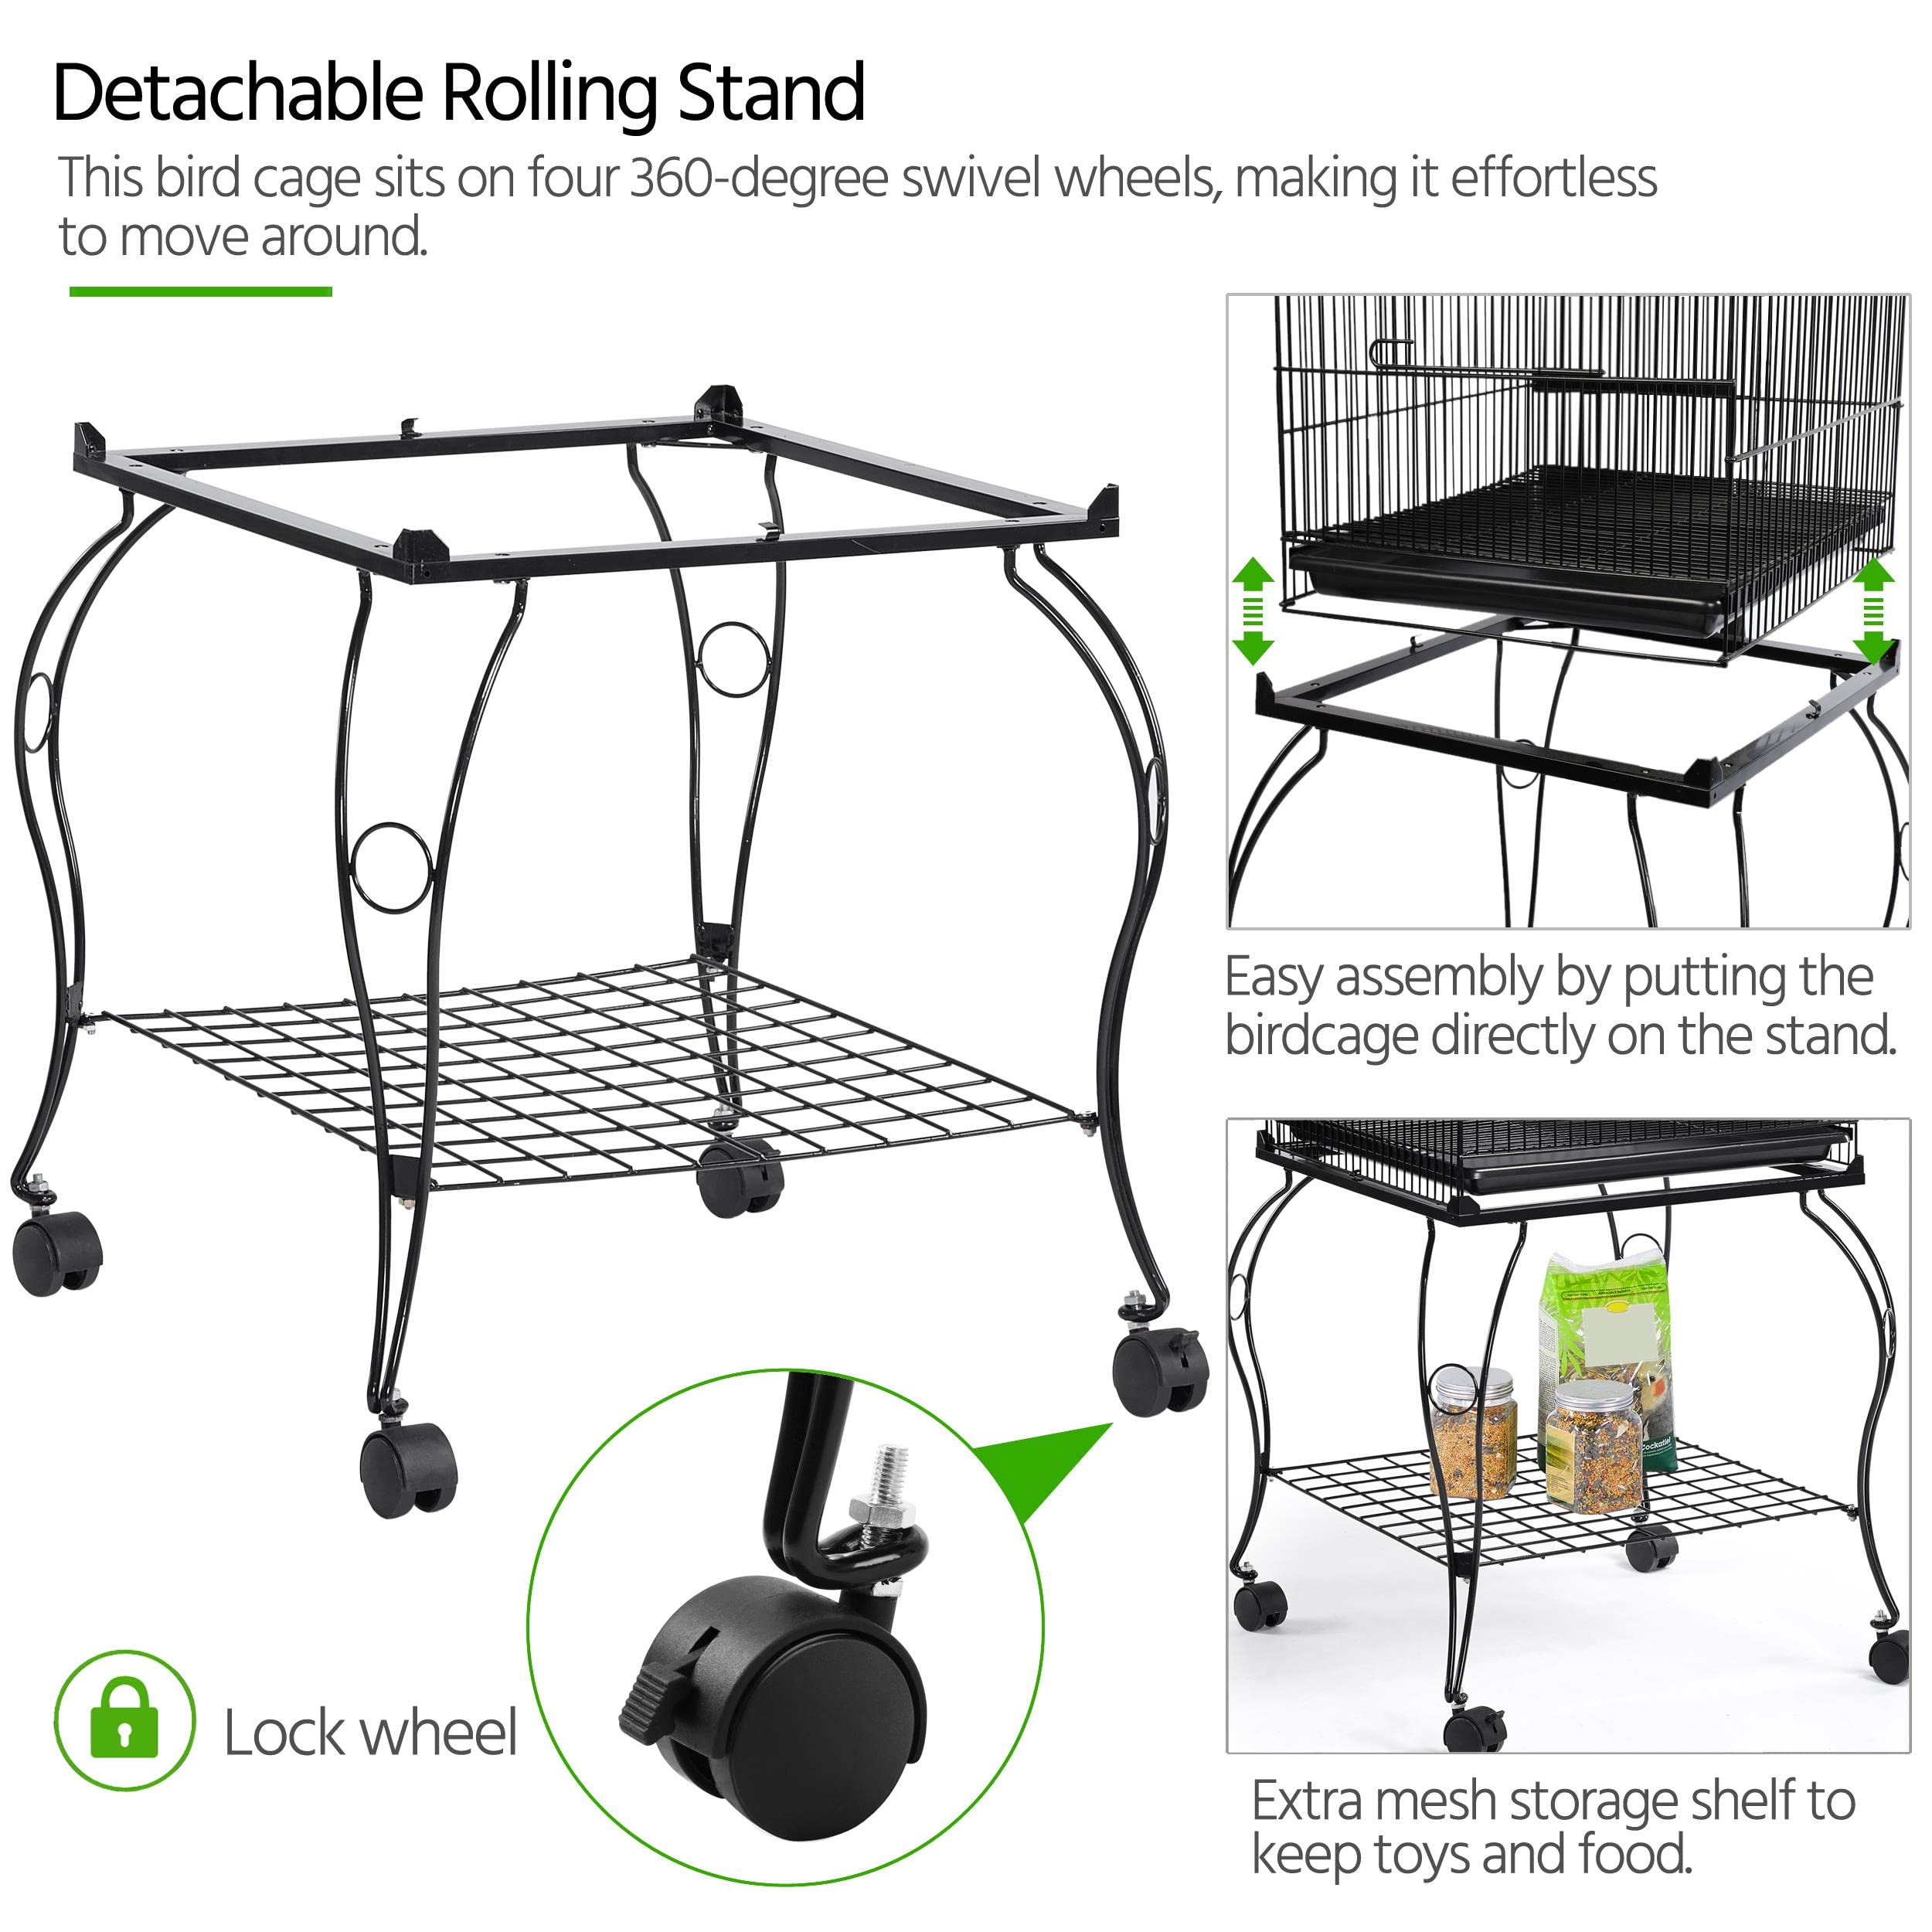 Detachable Rolling Stand
This bird cage sits on four 360-degree swivel wheels, making it effortless
to move around.
Easy assembly by putting the
birdcage directly on the stand.
Cockatiel
Lock wheel
Extra mesh storage shelf to
keep toys and food.